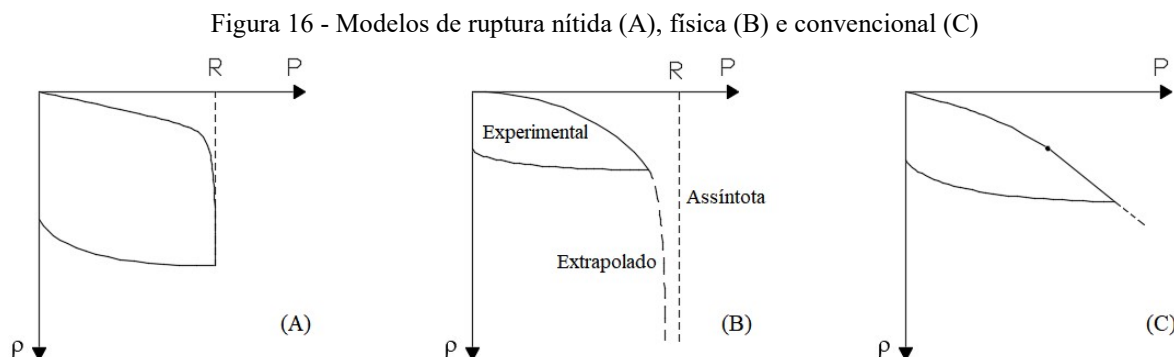 Figura 16 - Modelos de ruptura nítida (A), física (B) e convencional (C)
R P
R P
P
Experimental
Assíntota
Extrapolado
(A)
(B)
(C)
ρ
ρ
ρ